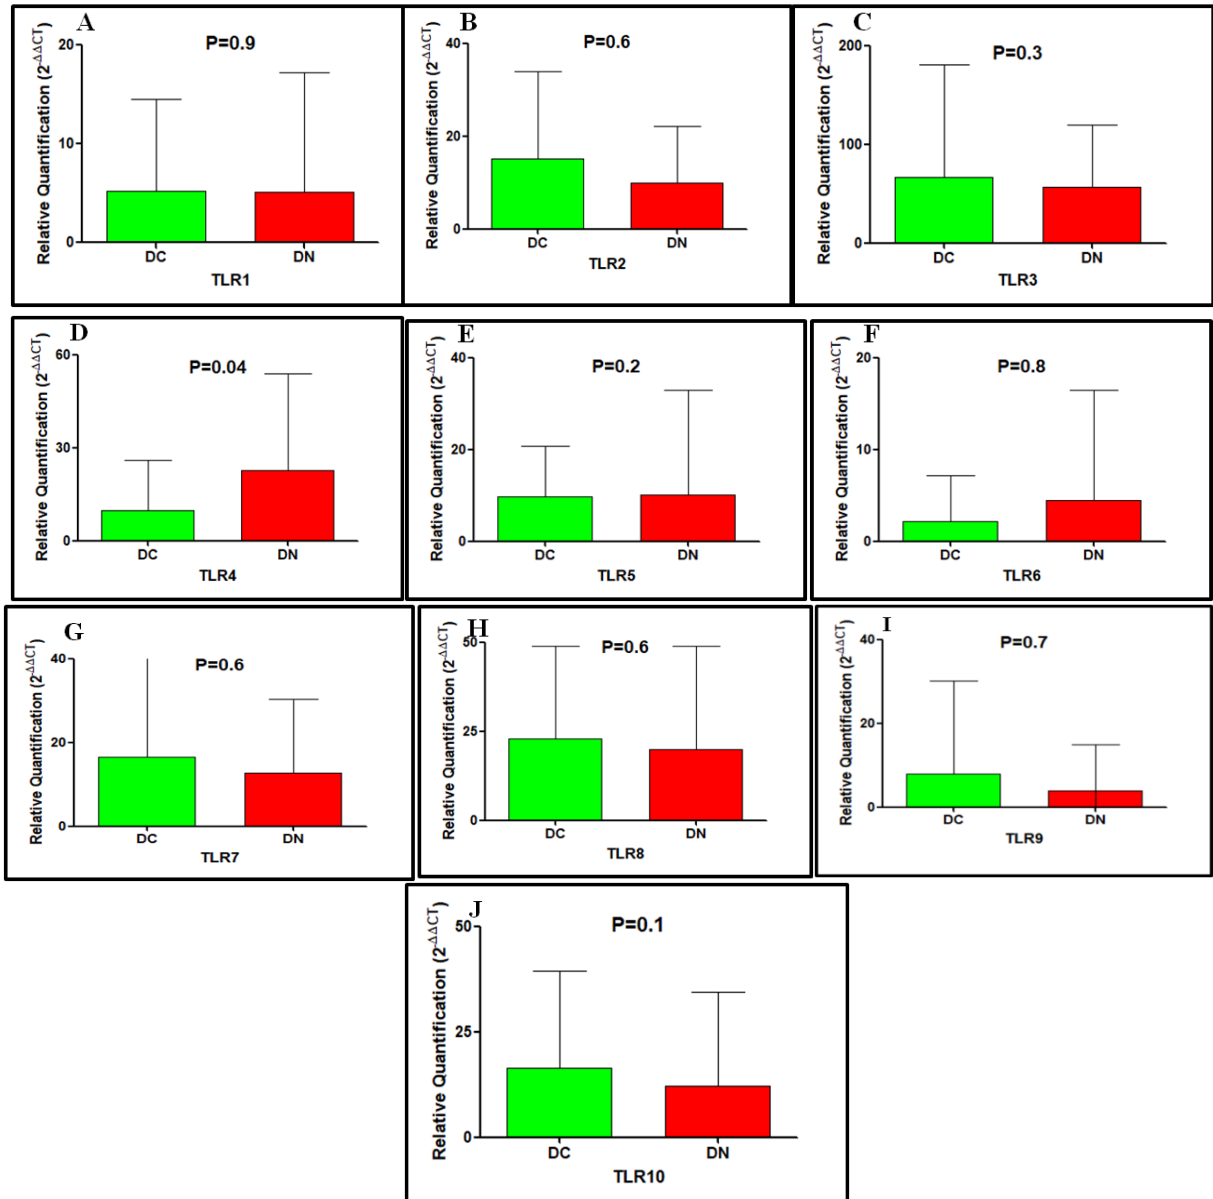 A
Relative Quantification (2^-ΔΔCT)
P=0.9
20
10
0
DC DN
TLR1
B
Relative Quantification (2^-ΔΔCT)
P=0.6
40
20
0
DC DN
TLR2
C
Relative Quantification (2^-ΔΔCT)
P=0.3
200
100
0
DC DN
TLR3
D
Relative Quantification (2^-ΔΔCT)
P=0.04
60
30
0
DC DN
TLR4
E
Relative Quantification (2^-ΔΔCT)
P=0.2
40
20
0
DC DN
TLR5
F
Relative Quantification (2^-ΔΔCT)
P=0.8
20
10
0
DC DN
TLR6
G
Relative Quantification (2^-ΔΔCT)
P=0.6
40
20
0
DC DN
TLR7
H
Relative Quantification (2^-ΔΔCT)
P=0.6
50
25
0
DC DN
TLR8
I
Relative Quantification (2^-ΔΔCT)
P=0.7
40
20
0
DC DN
TLR9
J
Relative Quantification (2^-ΔΔCT)
P=0.1
50
25
0
DC DN
TLR10